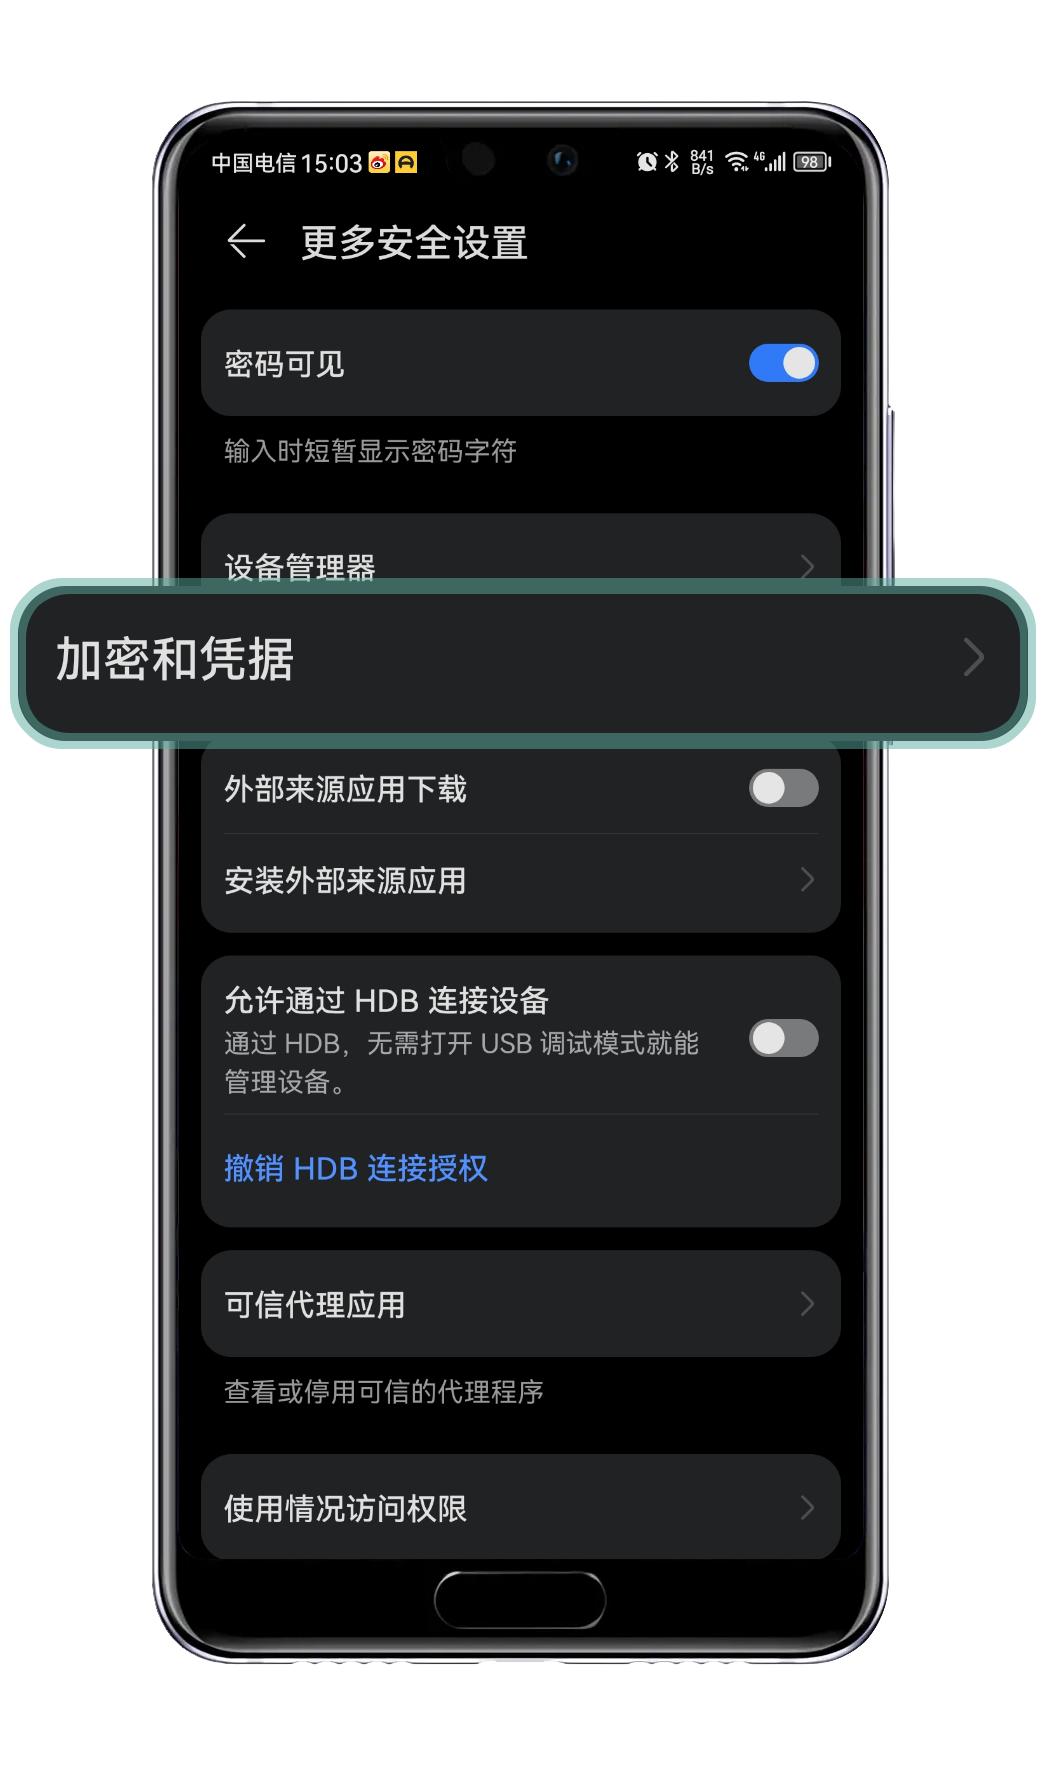 中国电信 15:03 841 B/s 4G 98
更多安全设置
密码可见
输入时短暂显示密码字符
设备管理器
加密和凭据
外部来源应用下载
安装外部来源应用
允许通过 HDB 连接设备
通过 HDB，无需打开 USB 调试模式就能
管理设备。
撤销 HDB 连接授权
可信代理应用
查看或停用可信的代理程序
使用情况访问权限